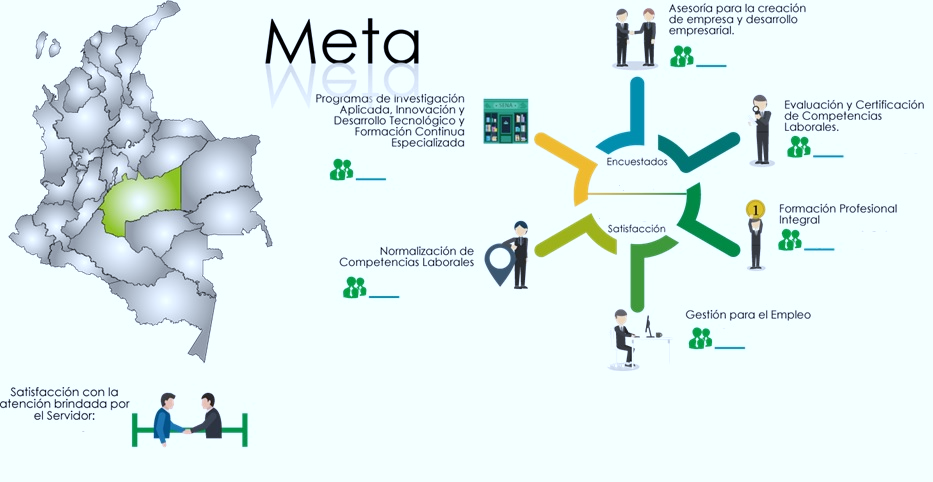 Meta
Asesoría para la creación
de empresa y desarrollo
empresarial.
Programas de Investigación
Aplicada, Innovación y
Desarrollo Tecnológico y
Formación Continua
Especializada
SENA
Evaluación y Certificación
de Competencias
Laborales.
Encuestados
Satisfacción
1
Formación Profesional
Integral
Normalización de
Competencias Laborales
Gestión para el Empleo
Satisfacción con la
atención brindada por
el Servidor: